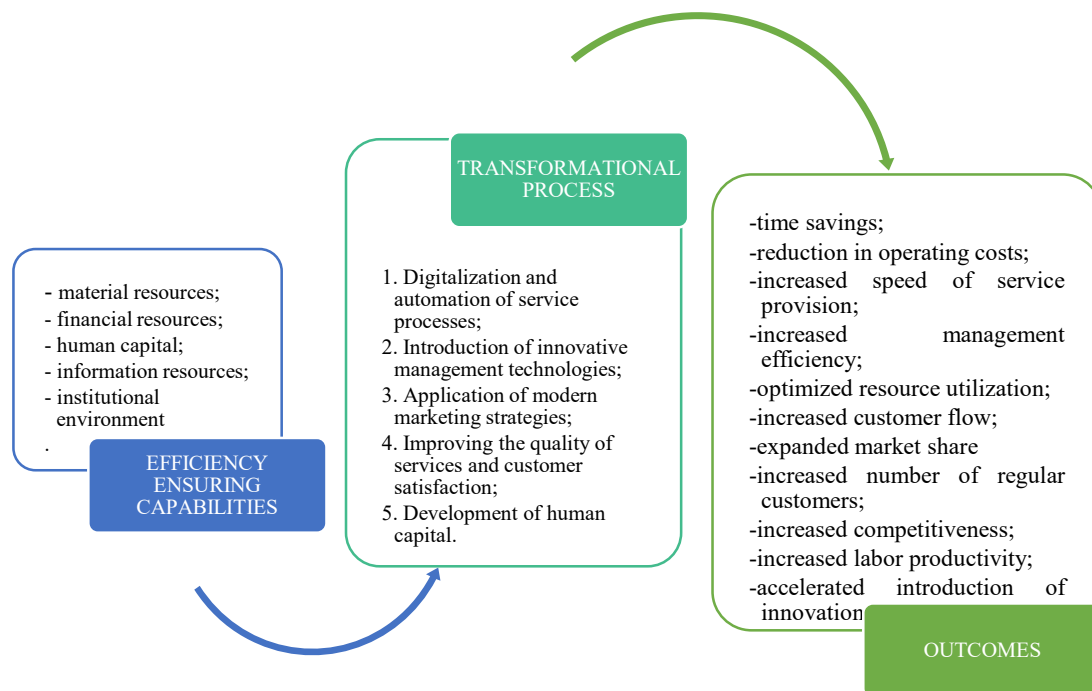 - material resources;
- financial resources;
- human capital;
- information resources;
- institutional
environment
.
EFFICIENCY
ENSURING
CAPABILITIES
TRANSFORMATIONAL
PROCESS
1. Digitalization and
automation of service
processes;
2. Introduction of innovative
management technologies;
3. Application of modern
marketing strategies;
4. Improving the quality of
services and customer
satisfaction;
5. Development of human
capital.
-time savings;
-reduction in operating costs;
-increased speed of service
provision;
-increased management
efficiency;
-optimized resource utilization;
-increased customer flow;
-expanded market share
-increased number of regular
customers;
-increased competitiveness;
-increased labor productivity;
-accelerated introduction of
innovation
OUTCOMES